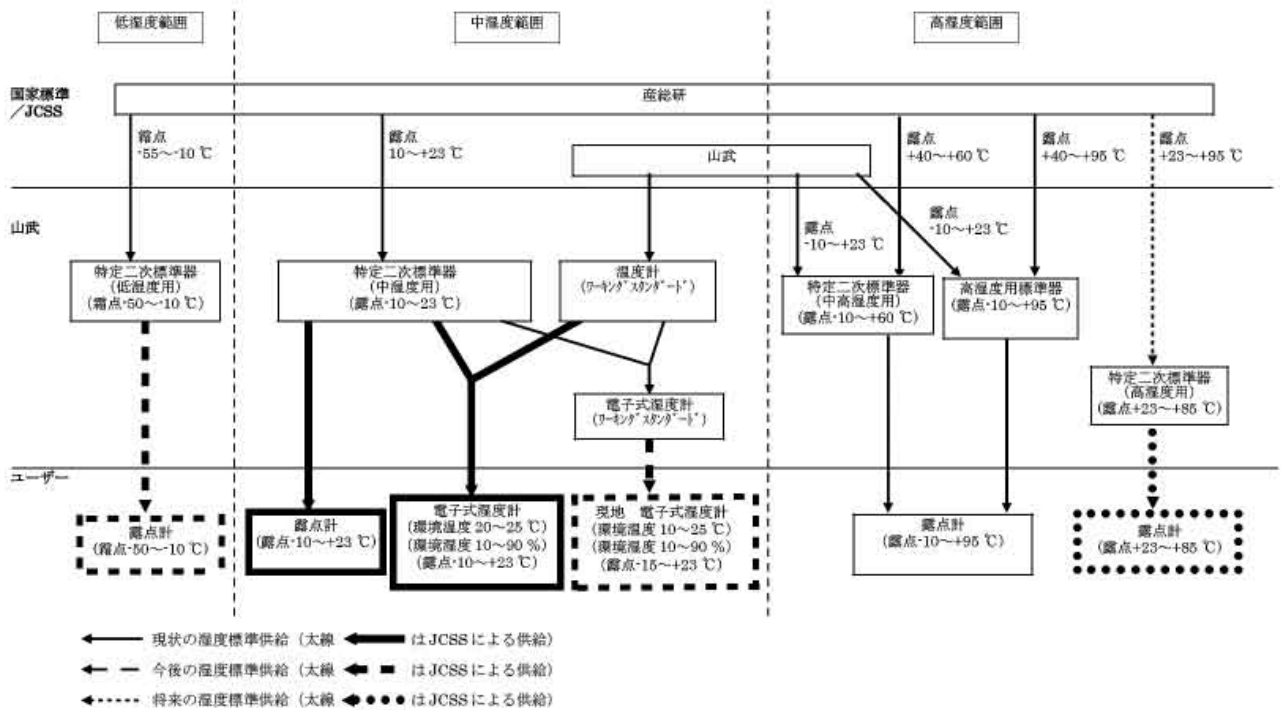 低湿度範囲
中湿度範囲
高湿度範囲
国家標準
/JCSS
産総研
霜点
-55～-10 ℃
露点
10～+23 ℃
山武
露点
+40～+60 ℃
露点
+40～+95 ℃
露点
+23～+95 ℃
山武
露点
-10～+23 ℃
露点
-10～+23 ℃
特定二次標準器
(低湿度用)
(霜点-50～-10 ℃)
特定二次標準器
(中湿度用)
(露点-10～23 ℃)
温度計
(ﾜｰｷﾝｸﾞｽﾀﾝﾀﾞｰﾄﾞ)
特定二次標準器
(中高湿度用)
(露点-10～+60 ℃)
高湿度用標準器
(露点-10～+95 ℃)
電子式湿度計
(ﾜｰｷﾝｸﾞｽﾀﾝﾀﾞｰﾄﾞ)
特定二次標準器
(高湿度用)
(露点+23～+85 ℃)
ユーザー
露点計
(霜点-50～-10 ℃)
露点計
(露点-10～+23 ℃)
電子式湿度計
(環境温度 20～25 ℃)
(環境湿度 10～90 %)
(露点-10～+23 ℃)
現地 電子式湿度計
(環境温度 10～25 ℃)
(環境湿度 10～90 %)
(露点-15～+23 ℃)
露点計
(露点-10～+95 ℃)
露点計
(露点+23～+85 ℃)
現状の湿度標準供給（太線 はJCSSによる供給）
今後の湿度標準供給（太線 はJCSSによる供給）
将来の湿度標準供給（太線 はJCSSによる供給）